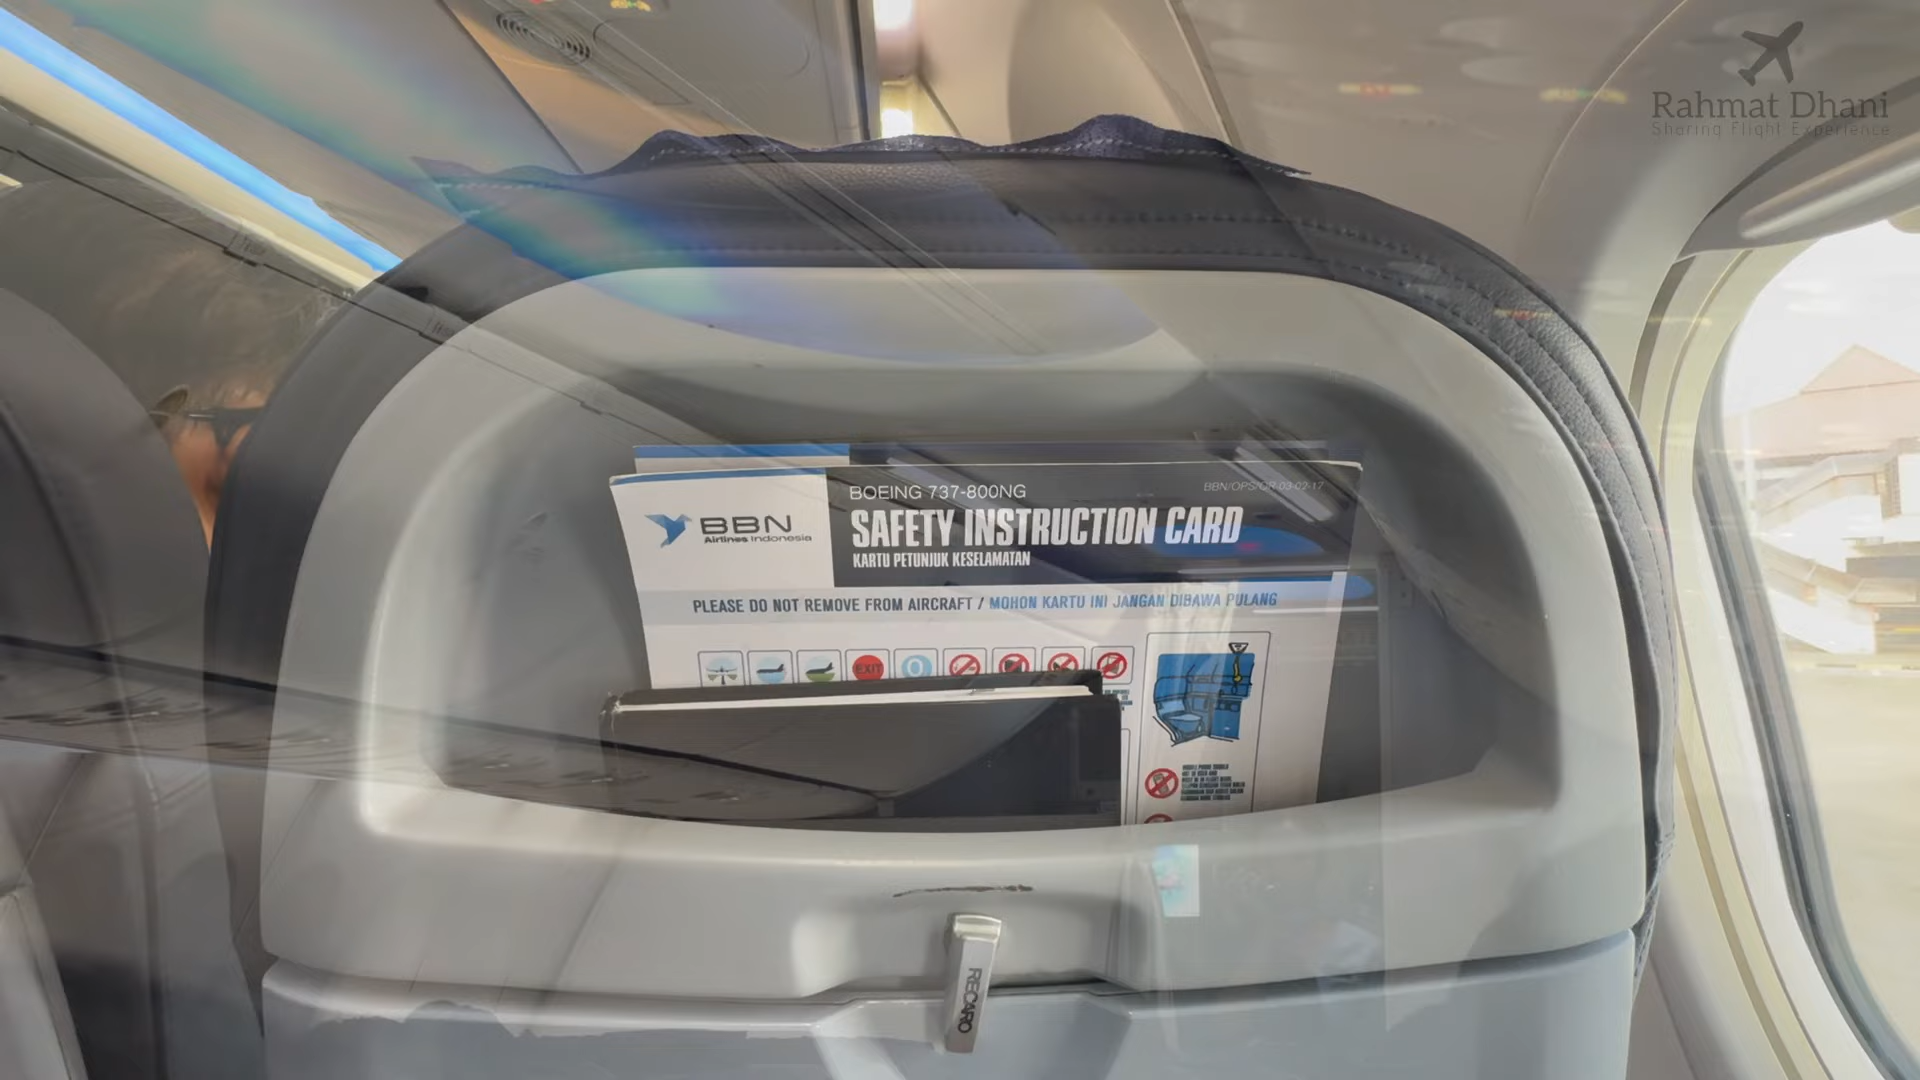 Rahmat Dhani
Sharing Flight Experience
BOEING 737-800NG
BBN/OPS/QR-03-02-17
BBN
Airlines Indonesia
SAFETY INSTRUCTION CARD
KARTU PETUNJUK KESELAMATAN
PLEASE DO NOT REMOVE FROM AIRCRAFT / MOHON KARTU INI JANGAN DIBAWA PULANG
EXIT
RECARO